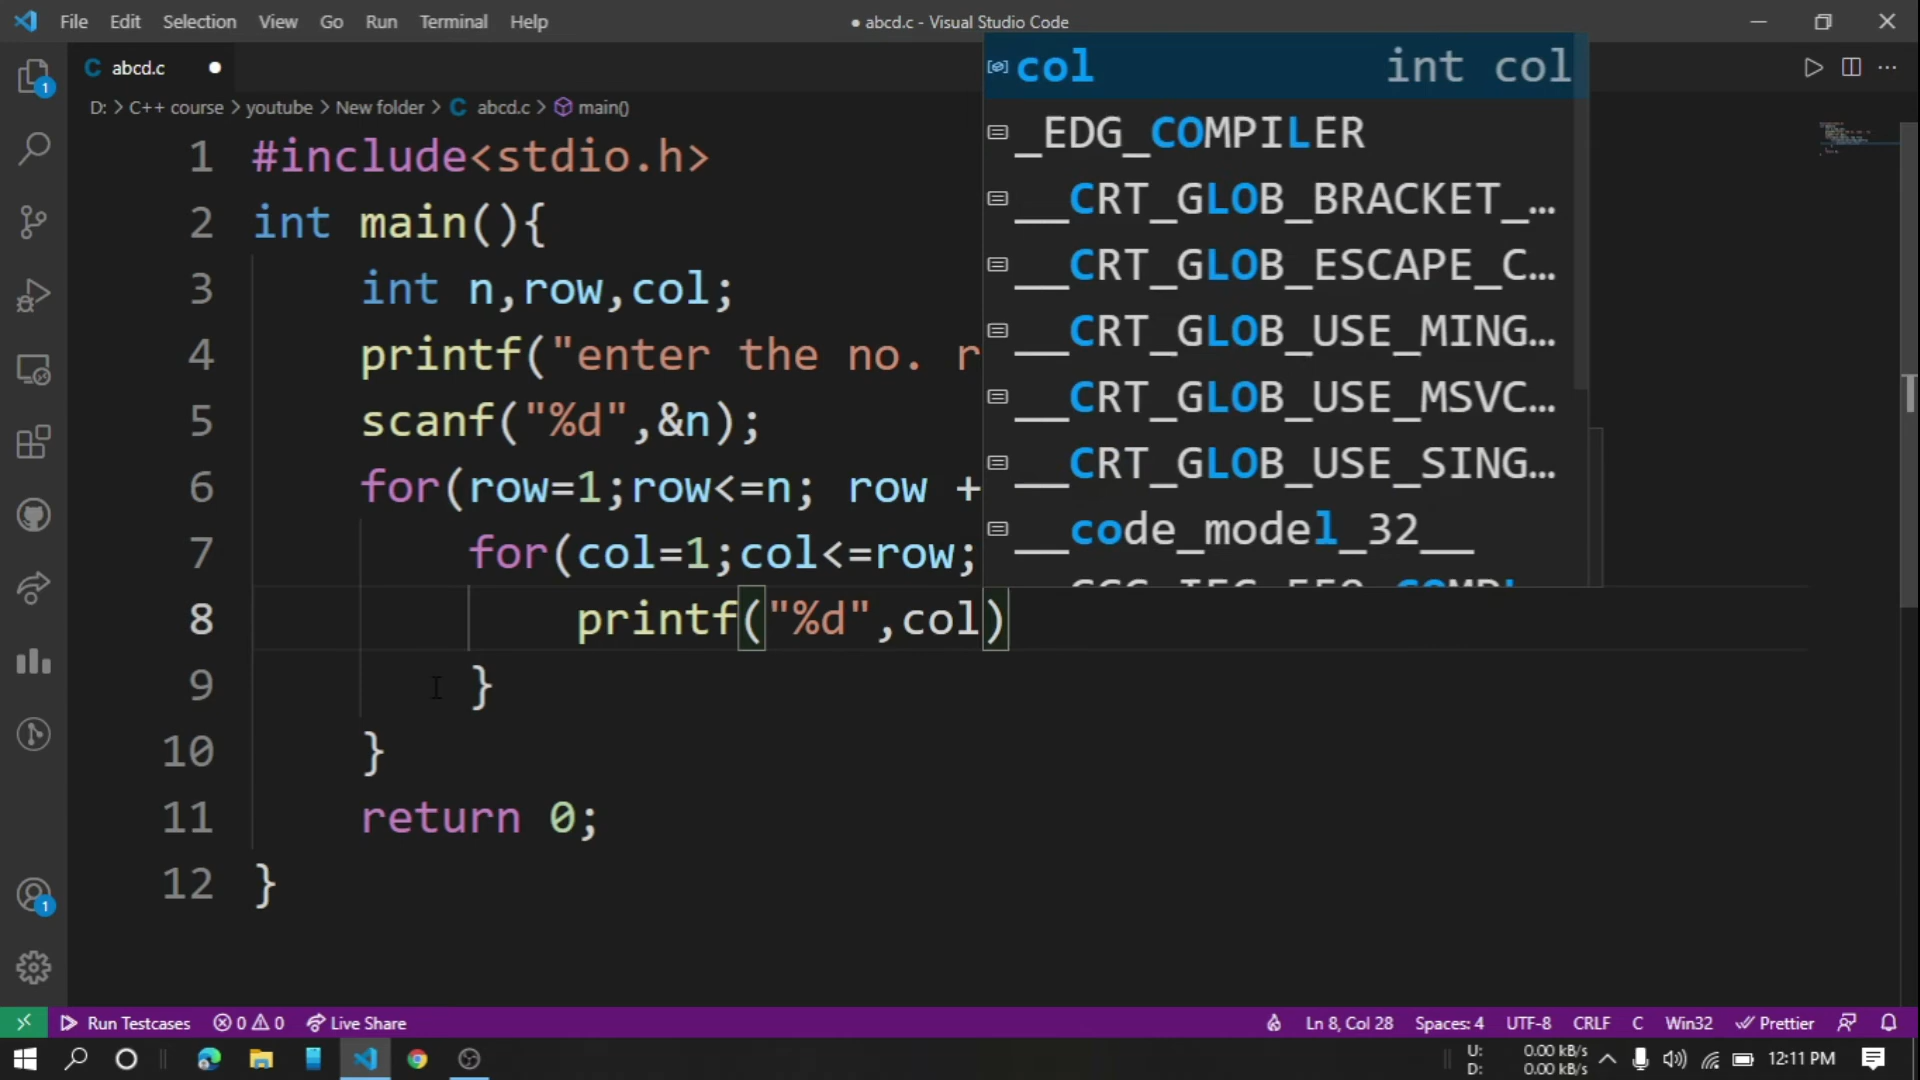 File Edit Selection View Go Run Terminal Help
● abcd.c - Visual Studio Code
C abcd.c ●
D: > C++ course > youtube > New folder > C abcd.c > main()
1 #include<stdio.h>
2 int main(){
3 int n,row,col;
4 printf("enter the no. r
5 scanf("%d",&n);
6 for(row=1;row<=n; row +
7 for(col=1;col<=row;
8 printf("%d",col)
9 }
10 }
11 return 0;
12 }
col int col
_EDG_COMPILER
__CRT_GLOB_BRACKET_…
__CRT_GLOB_ESCAPE_C…
__CRT_GLOB_USE_MING…
__CRT_GLOB_USE_MSVC…
__CRT_GLOB_USE_SING…
__code_model_32__
1
1
Run Testcases 0 0 Live Share
Ln 8, Col 28 Spaces: 4 UTF-8 CRLF C Win32 Prettier
U: 0.00 kB/s
D: 0.00 kB/s
12:11 PM